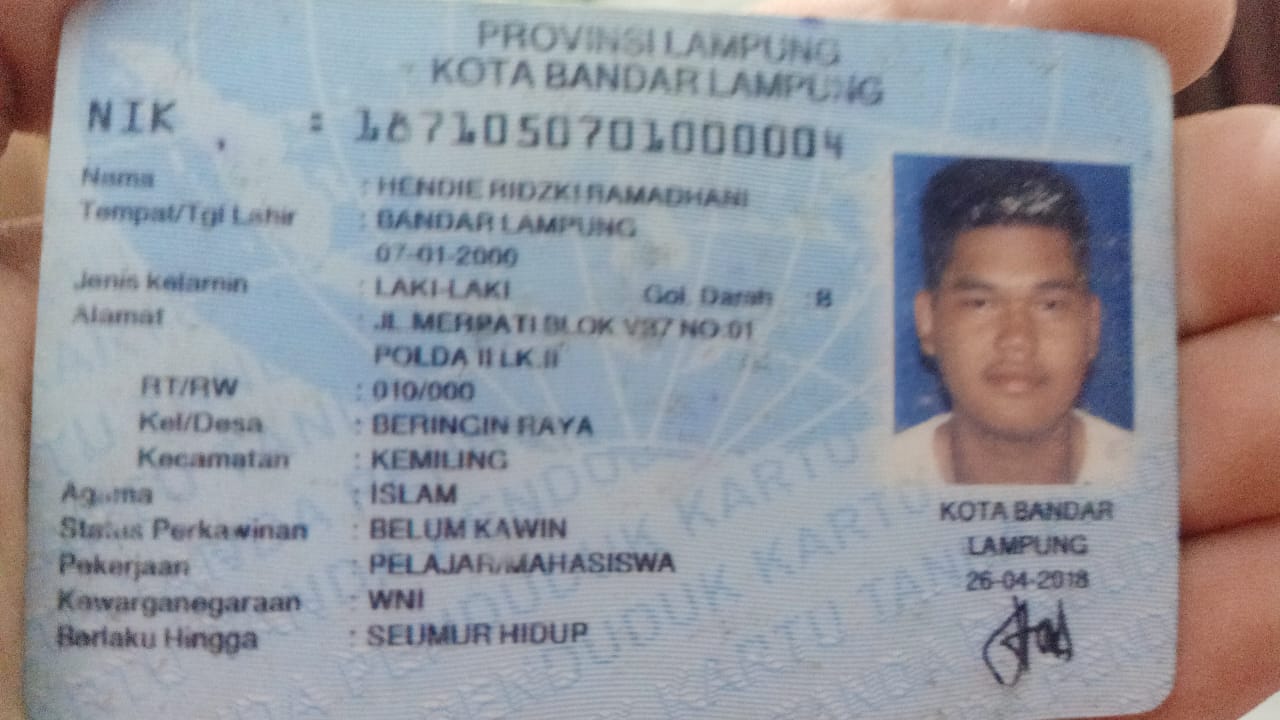 PROVINSI LAMPUNG
KOTA BANDAR LAMPUNG
NIK : 1871050701000004
Nama : HENDIE RIDZKI RAMADHANI
Tempat/Tgl Lahir : BANDAR LAMPUNG
07-01-2000
Jenis Kelamin : LAKI-LAKI Gol. Darah : B
Alamat : JL MERPATI BLOK V37 NO.01
POLDA II LK.II
RT/RW : 010/000
Kel/Desa : BERINGIN RAYA
Kecamatan : KEMILING
Agama : ISLAM
Status Perkawinan : BELUM KAWIN
Pekerjaan : PELAJAR/MAHASISWA
Kewarganegaraan : WNI
Berlaku Hingga : SEUMUR HIDUP
KOTA BANDAR
LAMPUNG
26-04-2018